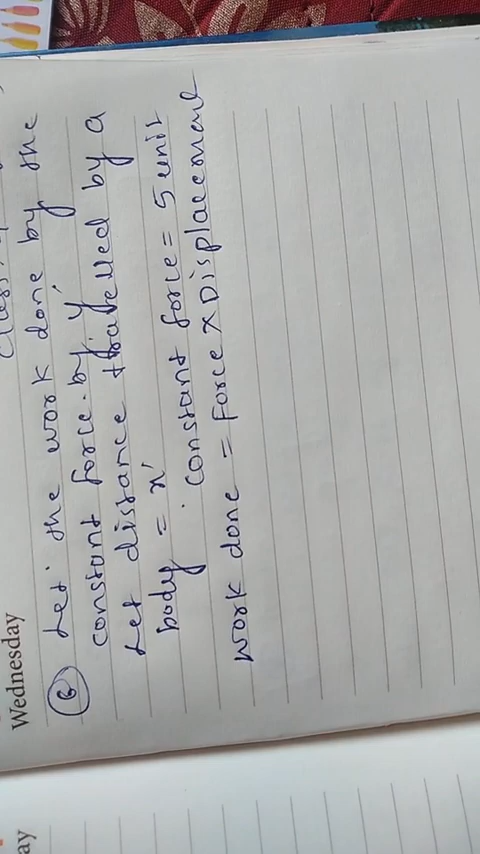 Wednesday
6 Let the work done by the
constant force by y'
Let distance travelled by a
body = x'
constant force = 5 unit
work done = Force x Displacement
ay